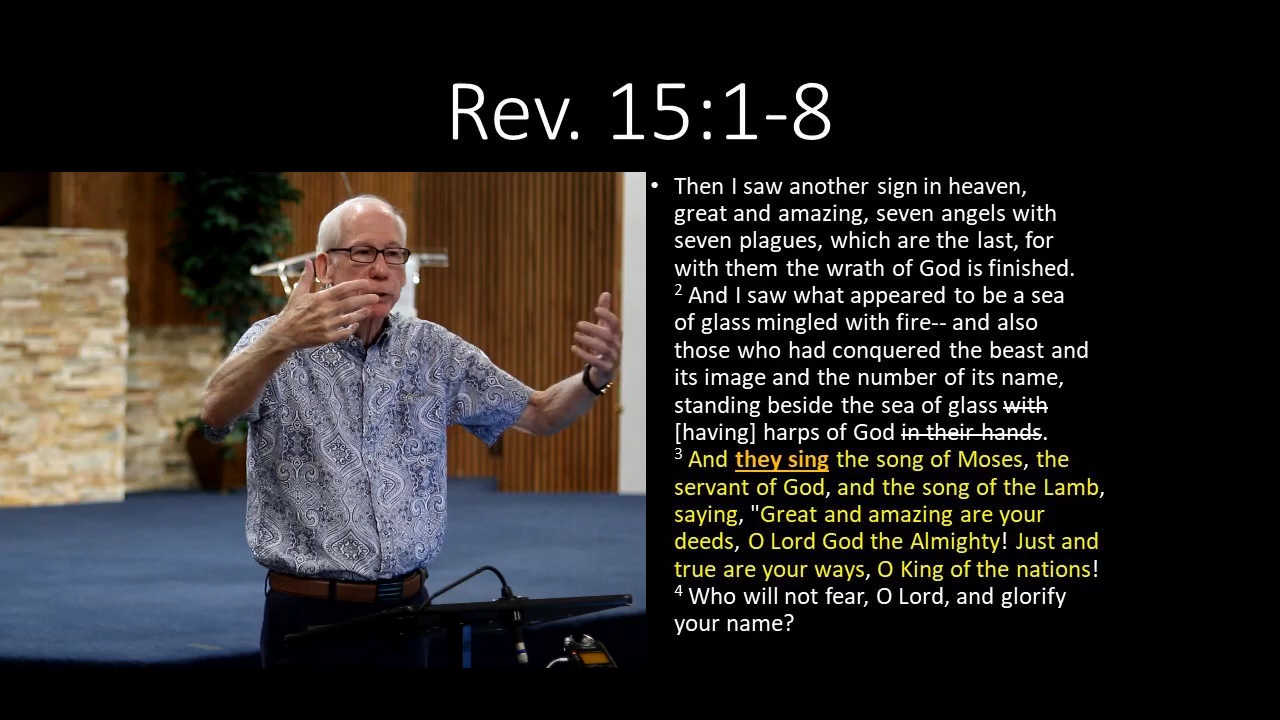 Rev. 15:1-8
• Then I saw another sign in heaven,
great and amazing, seven angels with
seven plagues, which are the last, for
with them the wrath of God is finished.
2 And I saw what appeared to be a sea
of glass mingled with fire-- and also
those who had conquered the beast and
its image and the number of its name,
standing beside the sea of glass with
[having] harps of God in their hands.
3 And they sing the song of Moses, the
servant of God, and the song of the Lamb,
saying, "Great and amazing are your
deeds, O Lord God the Almighty! Just and
true are your ways, O King of the nations!
4 Who will not fear, O Lord, and glorify
your name?